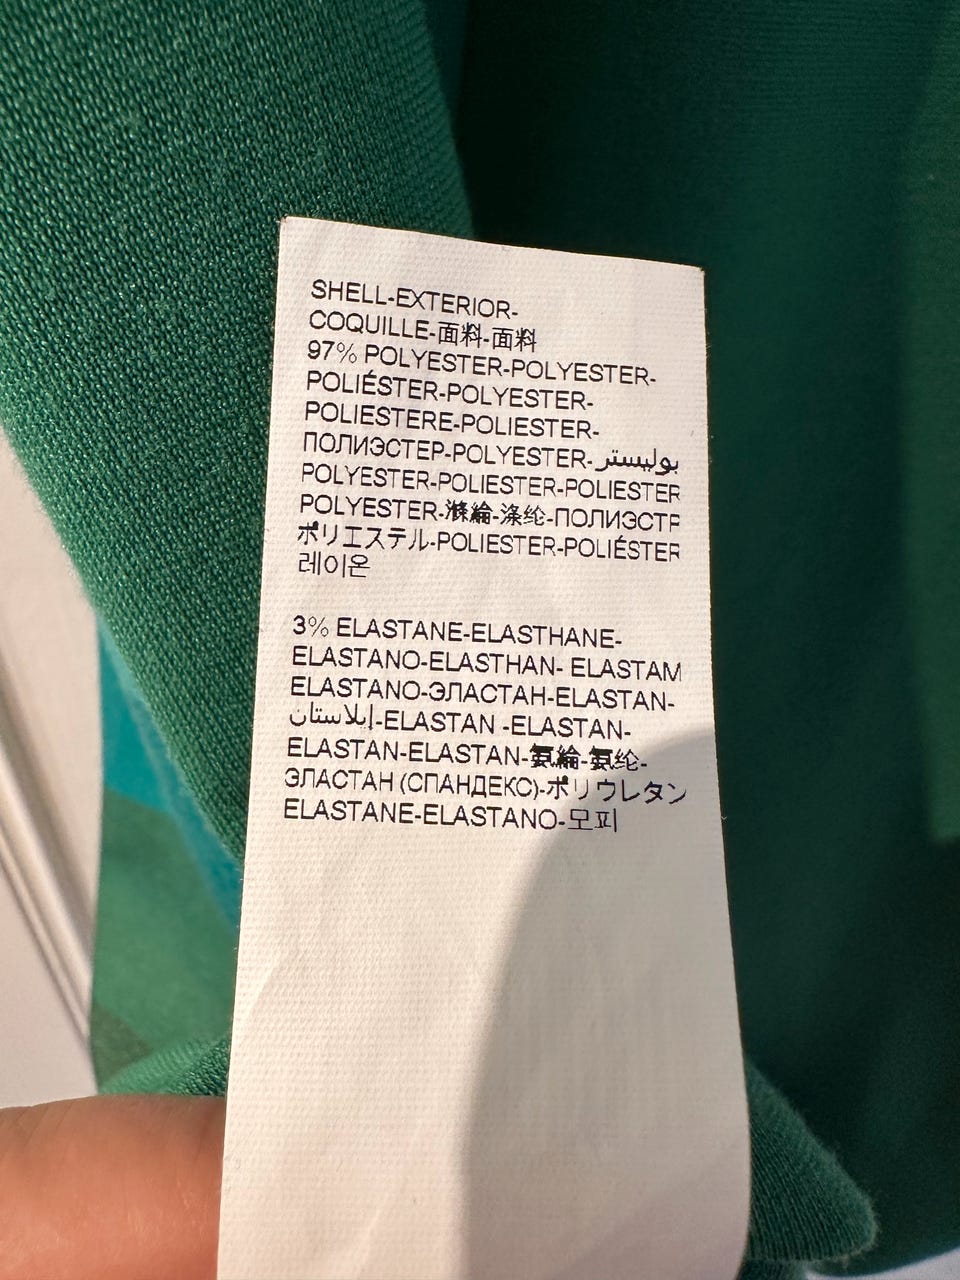 SHELL-EXTERIOR-
COQUILLE-面料-面料
97% POLYESTER-POLYESTER-
POLIÉSTER-POLYESTER-
POLIESTERE-POLIESTER-
ПОЛИЭСТЕР-POLYESTER-بوليستر
POLYESTER-POLIESTER-POLIESTER
POLYESTER-滌綸-涤纶-ПОЛИЭСТР
ポリエステル-POLIESTER-POLIÉSTER
레이온
3% ELASTANE-ELASTHANE-
ELASTANO-ELASTHAN- ELASTAM
ELASTANO-ЭЛАСТАН-ELASTAN-
إيلاستان-ELASTAN -ELASTAN-
ELASTAN-ELASTAN-氨綸-氨纶-
ЭЛАСТАН (СПАНДЕКС)-ポリウレタン
ELASTANE-ELASTANO-모피